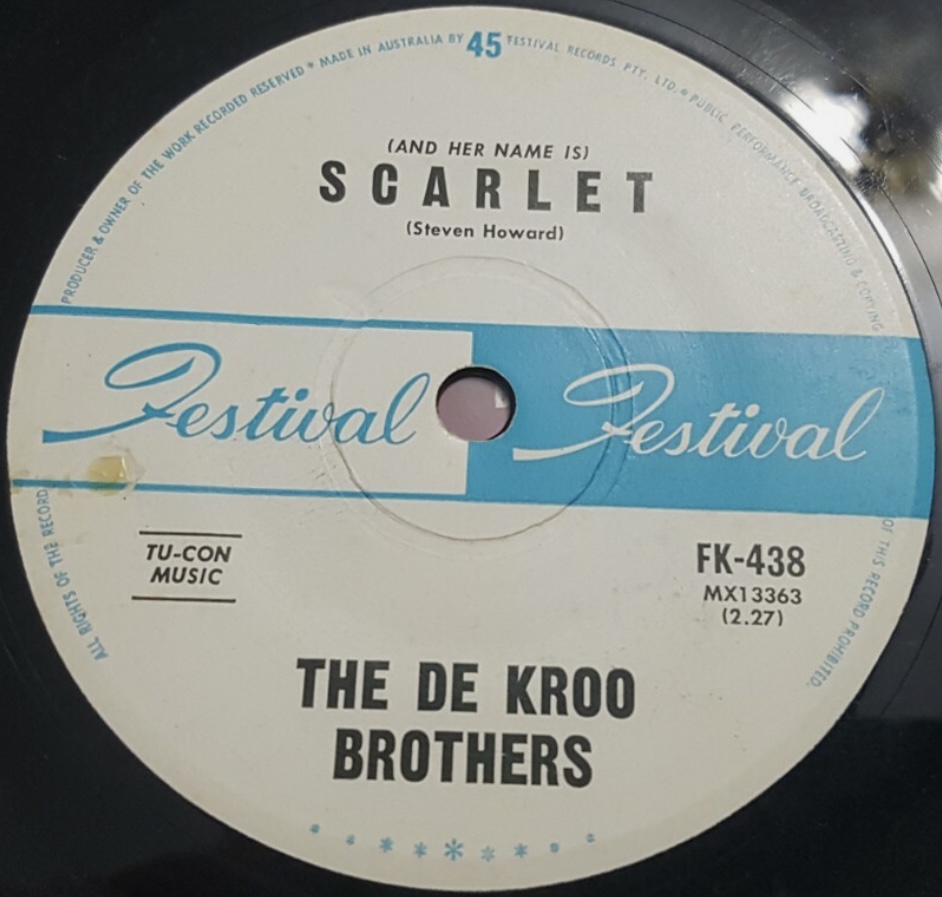 PRODUCER & OWNER OF THE WORK RECORDED RESERVED * MADE IN AUSTRALIA BY 45 FESTIVAL RECORDS PTY. LTD. * PUBLIC PERFORMANCE BROADCASTING & COPYING
(AND HER NAME IS)
SCARLET
(Steven Howard)
Festival Festival
TU-CON
MUSIC
FK-438
MX13363
(2.27)
ALL RIGHTS OF THE RECORD
OF THIS RECORD PROHIBITED.
THE DE KROO
BROTHERS